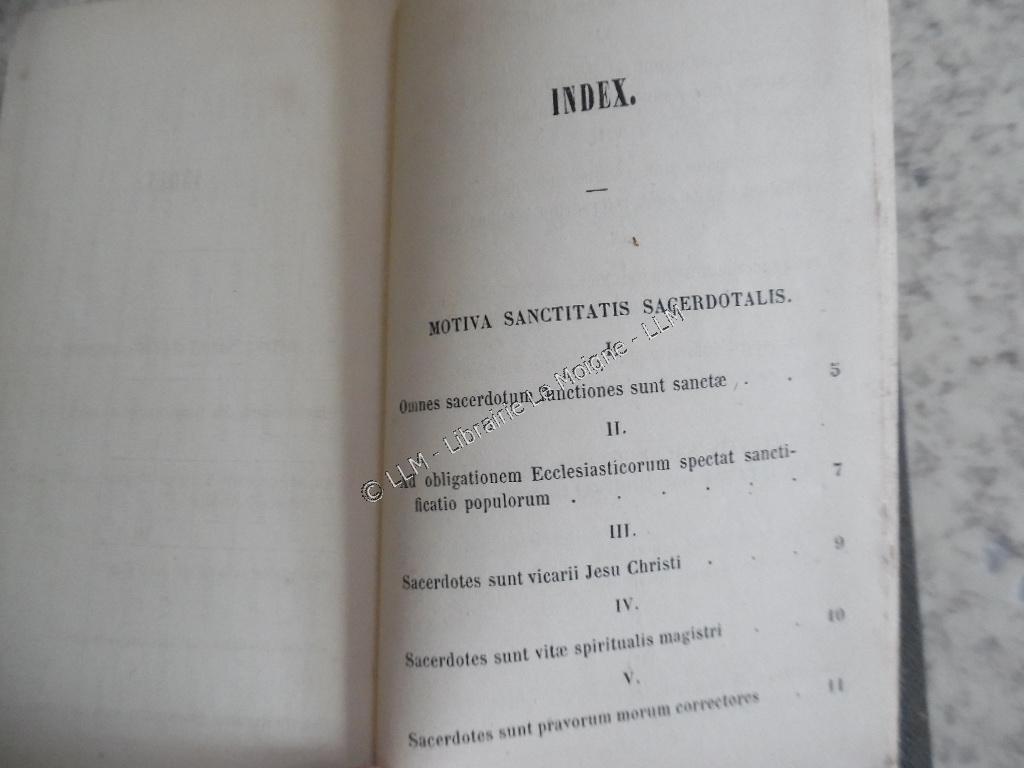 INDEX.
—
MOTIVA SANCTITATIS SACERDOTALIS.
I.
Omnes sacerdotum functiones sunt sanctæ . . 5
II.
Ad obligationem Ecclesiasticorum spectat sancti-
ficatio populorum . . . . . . 7
III.
Sacerdotes sunt vicarii Jesu Christi . . . 9
IV.
Sacerdotes sunt vitæ spiritualis magistri . . 10
V.
Sacerdotes sunt pravorum morum correctores . 11
© LLM - Librairie Le Moigne - LLM